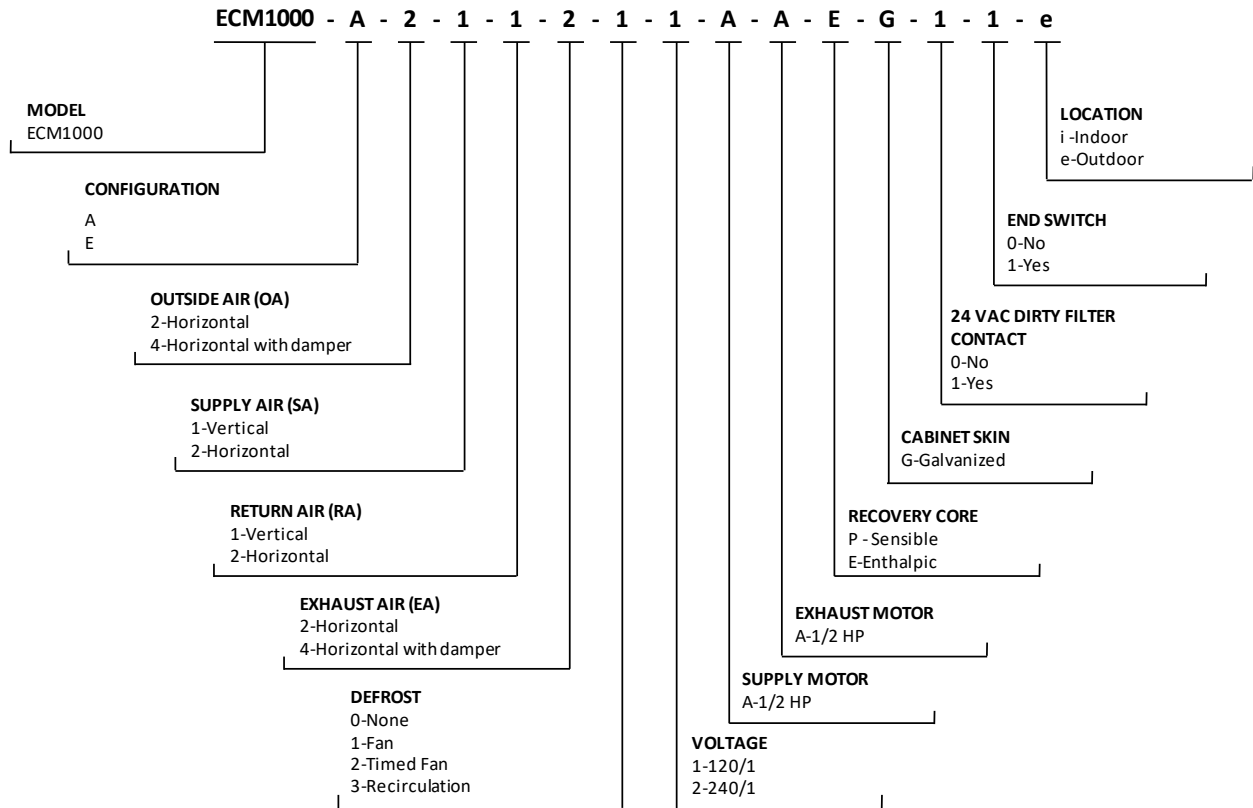 ECM1000 - A - 2 - 1 - 1 - 2 - 1 - 1 - A - A - E - G - 1 - 1 - e
MODEL
ECM1000
CONFIGURATION
A
E
OUTSIDE AIR (OA)
2-Horizontal
4-Horizontal with damper
SUPPLY AIR (SA)
1-Vertical
2-Horizontal
RETURN AIR (RA)
1-Vertical
2-Horizontal
EXHAUST AIR (EA)
2-Horizontal
4-Horizontal with damper
DEFROST
0-None
1-Fan
2-Timed Fan
3-Recirculation
LOCATION
i -Indoor
e-Outdoor
END SWITCH
0-No
1-Yes
24 VAC DIRTY FILTER
CONTACT
0-No
1-Yes
CABINET SKIN
G-Galvanized
RECOVERY CORE
P - Sensible
E-Enthalpic
EXHAUST MOTOR
A-1/2 HP
SUPPLY MOTOR
A-1/2 HP
VOLTAGE
1-120/1
2-240/1